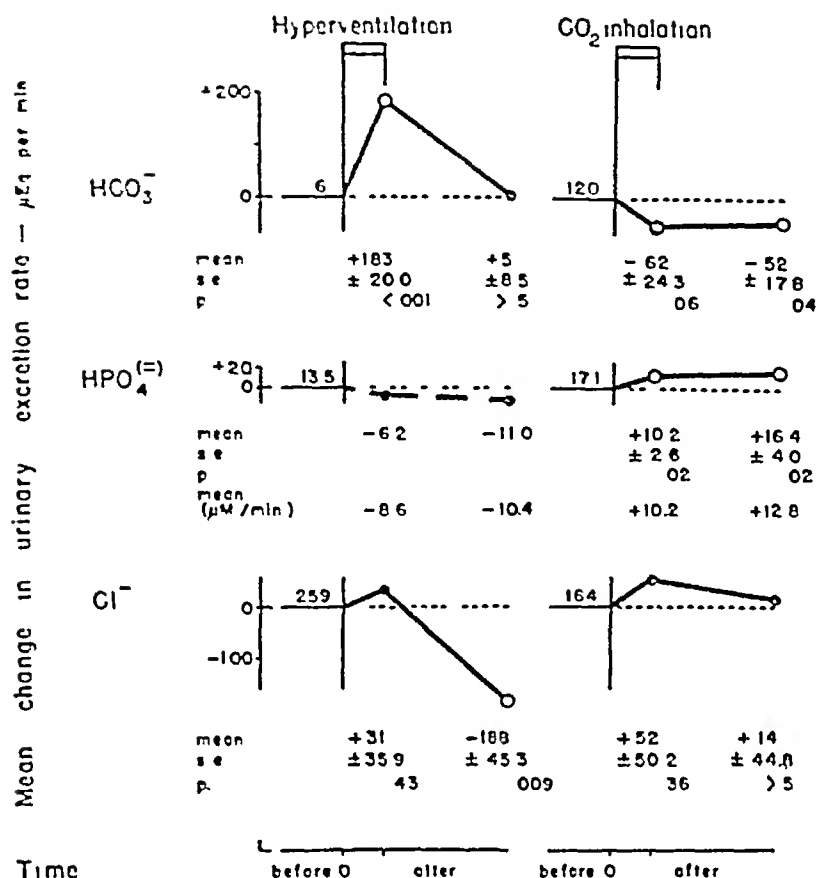 Hyperventilation CO2 inhalation
Mean change in urinary excretion rate — µEq per min
+200
HCO3- 6 120
0
mean +183 +5 -62 -52
s e ±20 0 ±8 5 ±24 3 ±17 8
p <001 >5 06 04
+20
HPO4(=) 13 5 17 1
0
mean -6 2 -11 0 +10 2 +16 4
s e ±2 6 ±4 0
p 02 02
mean
(µM/min) -8 6 -10.4 +10.2 +12 8
Cl- 259 164
0
-100
mean +31 -188 +52 +14
s e ±35 9 ±45 3 ±50 2 ±44.8
p. 43 009 36 >5
Time before 0 after before 0 after